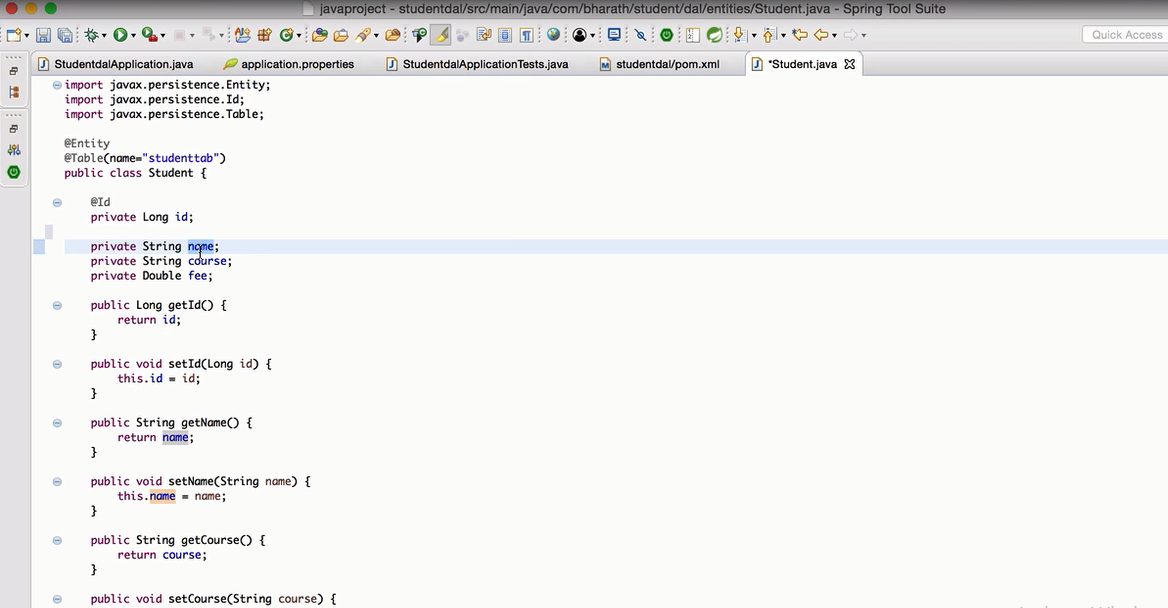 javaproject - studentdal/src/main/java/com/bharath/student/dal/entities/Student.java - Spring Tool Suite
Quick Access
StudentdalApplication.java
application.properties
StudentdalApplicationTests.java
studentdal/pom.xml
*Student.java
import javax.persistence.Entity;
import javax.persistence.Id;
import javax.persistence.Table;
@Entity
@Table(name="studenttab")
public class Student {
@Id
private Long id;
private String name;
private String course;
private Double fee;
public Long getId() {
return id;
}
public void setId(Long id) {
this.id = id;
}
public String getName() {
return name;
}
public void setName(String name) {
this.name = name;
}
public String getCourse() {
return course;
}
public void setCourse(String course) {